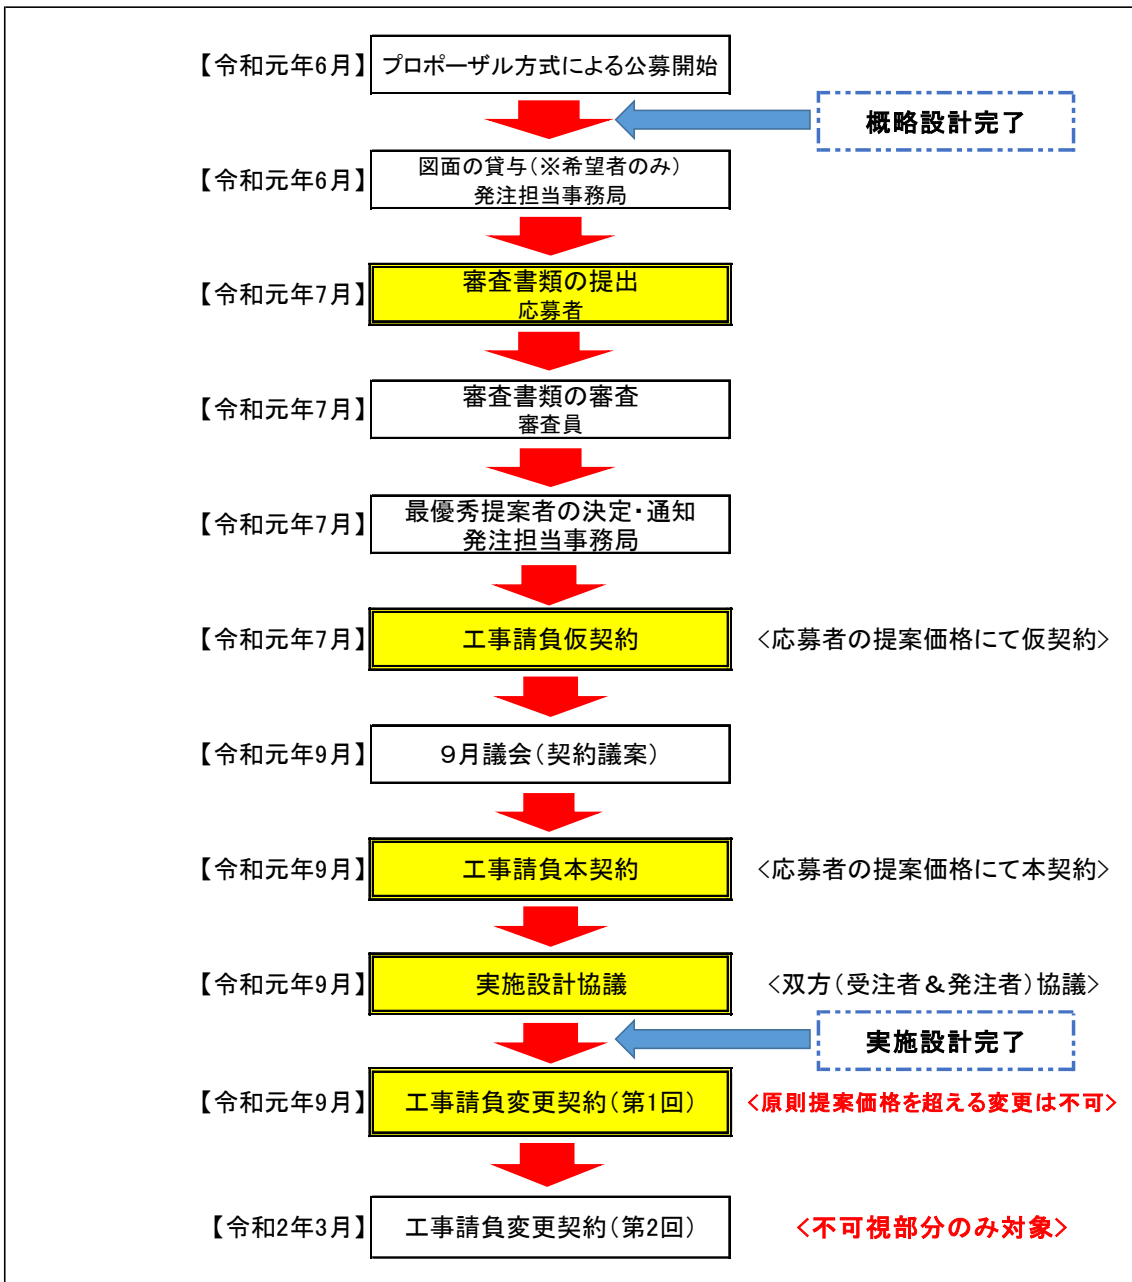 【令和元年6月】 プロポーザル方式による公募開始
概略設計完了
【令和元年6月】 図面の貸与(※希望者のみ)
発注担当事務局
【令和元年7月】 審査書類の提出
応募者
【令和元年7月】 審査書類の審査
審査員
【令和元年7月】 最優秀提案者の決定・通知
発注担当事務局
【令和元年7月】 工事請負仮契約 <応募者の提案価格にて仮契約>
【令和元年9月】 9月議会(契約議案)
【令和元年9月】 工事請負本契約 <応募者の提案価格にて本契約>
【令和元年9月】 実施設計協議 <双方(受注者&発注者)協議>
実施設計完了
【令和元年9月】 工事請負変更契約(第1回) <原則提案価格を超える変更は不可>
【令和2年3月】 工事請負変更契約(第2回) <不可視部分のみ対象>